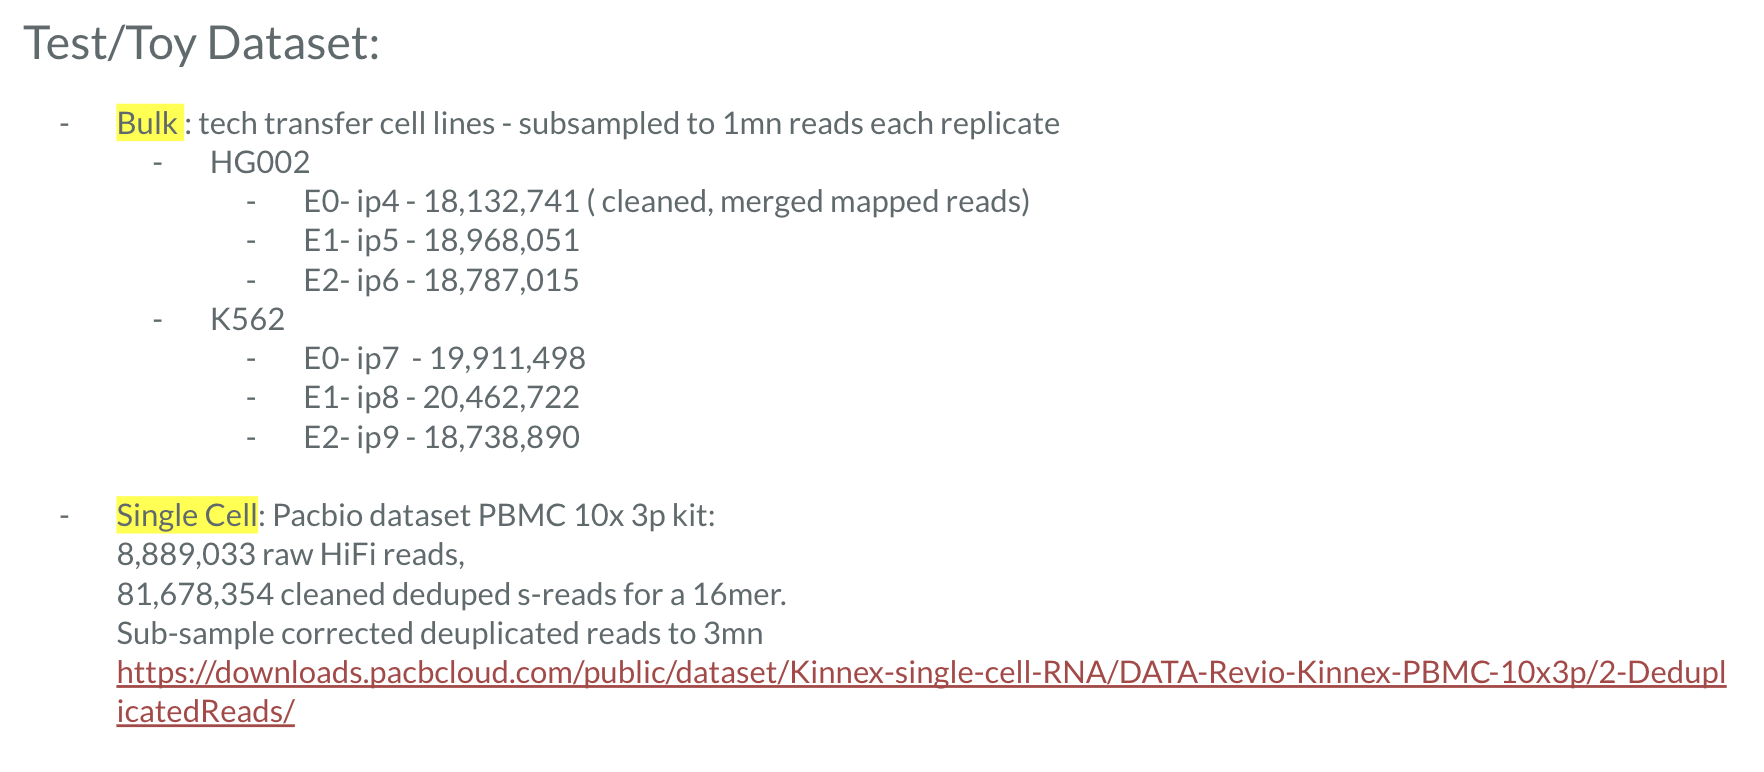 Test/Toy Dataset:
- Bulk : tech transfer cell lines - subsampled to 1mn reads each replicate
- HG002
- E0- ip4 - 18,132,741 ( cleaned, merged mapped reads)
- E1- ip5 - 18,968,051
- E2- ip6 - 18,787,015
- K562
- E0- ip7  - 19,911,498
- E1- ip8 - 20,462,722
- E2- ip9 - 18,738,890
- Single Cell: Pacbio dataset PBMC 10x 3p kit:
8,889,033 raw HiFi reads,
81,678,354 cleaned deduped s-reads for a 16mer.
Sub-sample corrected deuplicated reads to 3mn
https://downloads.pacbcloud.com/public/dataset/Kinnex-single-cell-RNA/DATA-Revio-Kinnex-PBMC-10x3p/2-Dedupl
icatedReads/